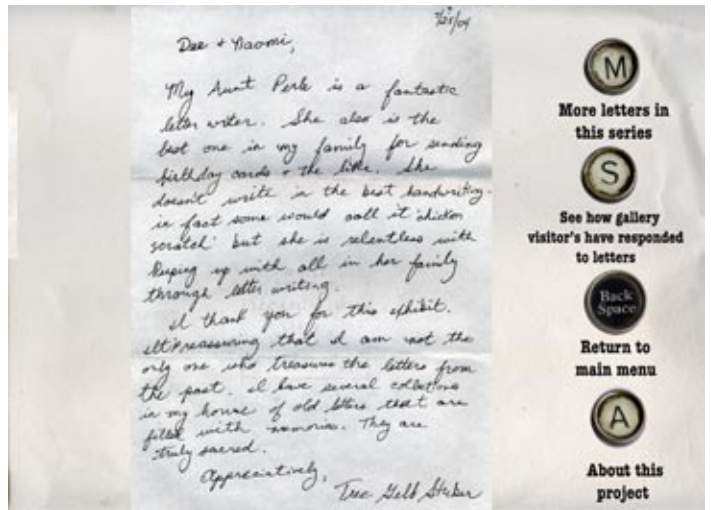 7/21/04
Dee + Naomi,
My Aunt Perle is a fantastic
letter writer. She also is the
best one in my family for sending
birthday cards + the like. She
doesn't write in the best handwriting-
in fact some would call it 'chicken
scratch' but she is relentless with
keeping up with all in her family
through letter writing.
I thank you for this exhibit.
It's reassuring that I am not the
only one who treasures the letters from
the past. I have several collections
in my house of old letters that are
filled with memories. They are
truly sacred.
Appreciatively,
Gelb
M
More letters in
this series
S
See how gallery
visitor's have responded
to letters
Back
Space
Return to
main menu
A
About this
project